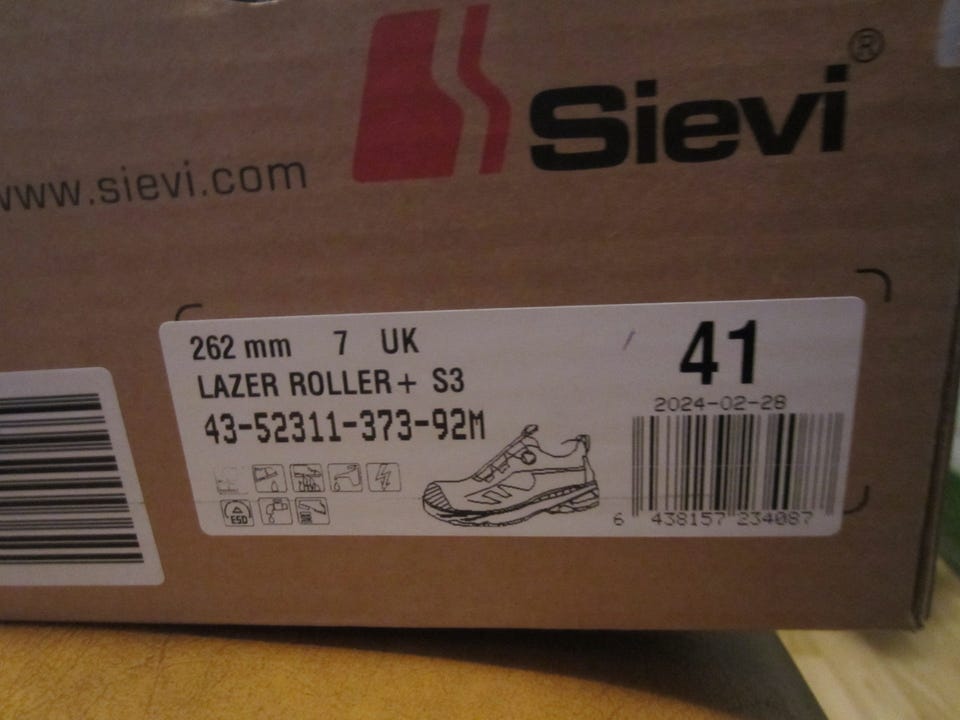 Sievi®
www.sievi.com
262 mm 7 UK
LAZER ROLLER+ S3
43-52311-373-92M
ESD
41
2024-02-28
6 438157 234087